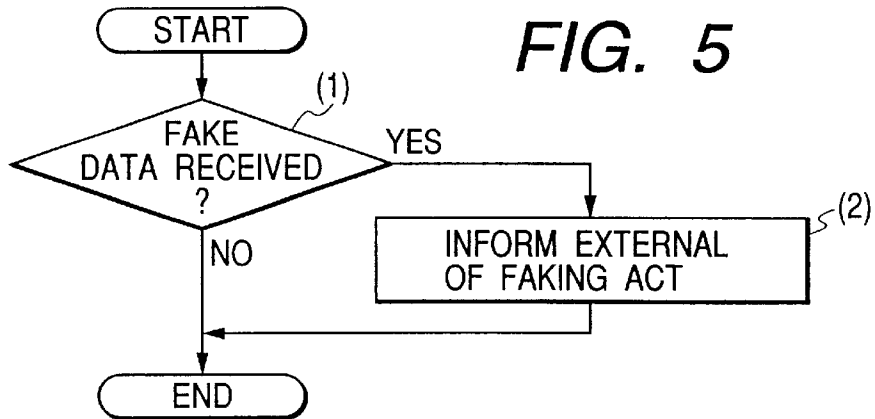 START
FIG. 5
(1)
FAKE
DATA RECEIVED
?
YES
NO
(2)
INFORM EXTERNAL
OF FAKING ACT
END